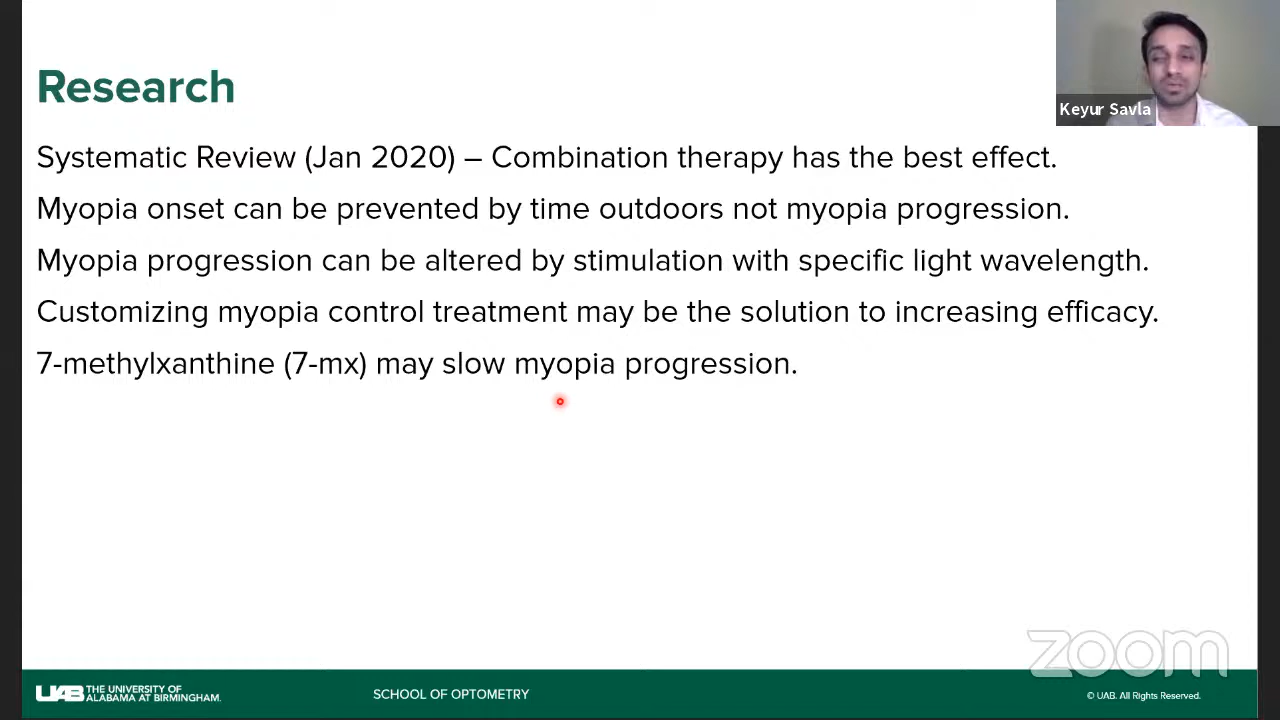 Research
Keyur Savla
Systematic Review (Jan 2020) – Combination therapy has the best effect.
Myopia onset can be prevented by time outdoors not myopia progression.
Myopia progression can be altered by stimulation with specific light wavelength.
Customizing myopia control treatment may be the solution to increasing efficacy.
7-methylxanthine (7-mx) may slow myopia progression.
zoom
UAB THE UNIVERSITY OF
ALABAMA AT BIRMINGHAM.
SCHOOL OF OPTOMETRY
© UAB. All Rights Reserved.